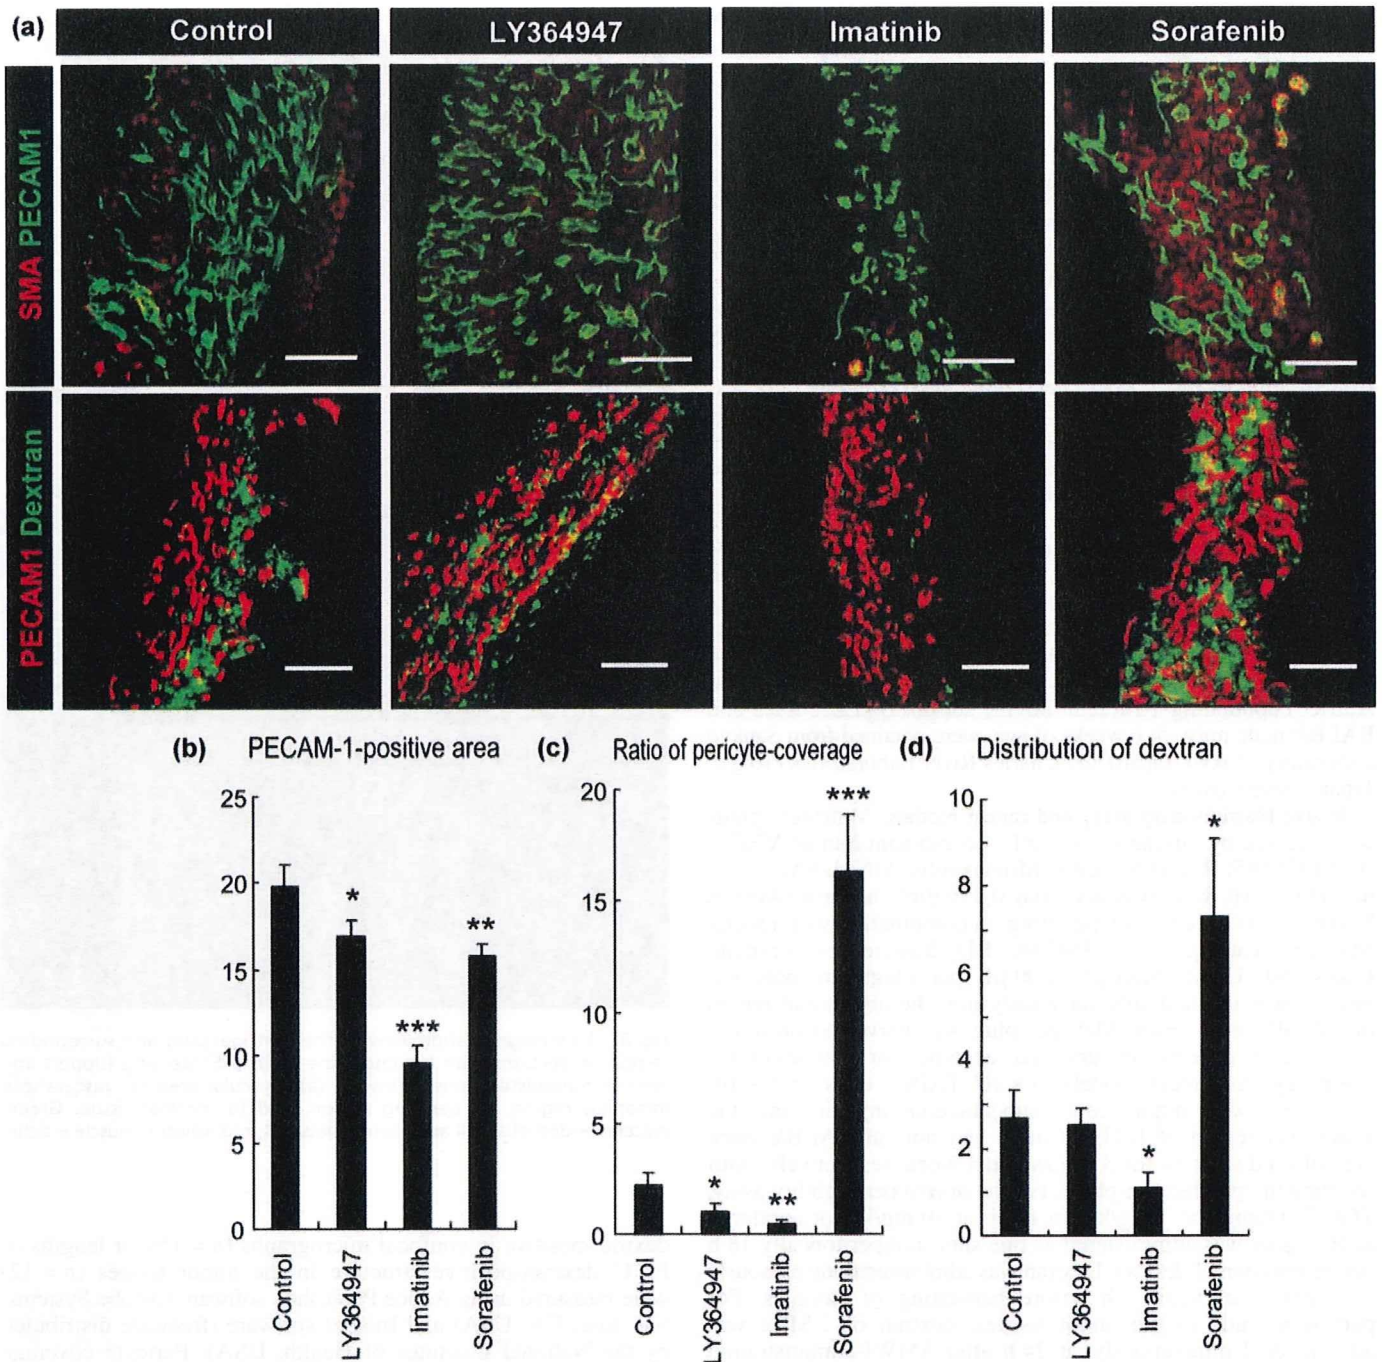 (a) Control LY364947 Imatinib Sorafenib
SMA PECAM1
PECAM1 Dextran
(b) PECAM-1-positive area
25
20
15
10
5
0
*
***
**
Control
LY364947
Imatinib
Sorafenib
(c) Ratio of pericyte-coverage
20
15
10
5
0
*
**
***
Control
LY364947
Imatinib
Sorafenib
(d) Distribution of dextran
10
8
6
4
2
0
*
*
Control
LY364947
Imatinib
Sorafenib